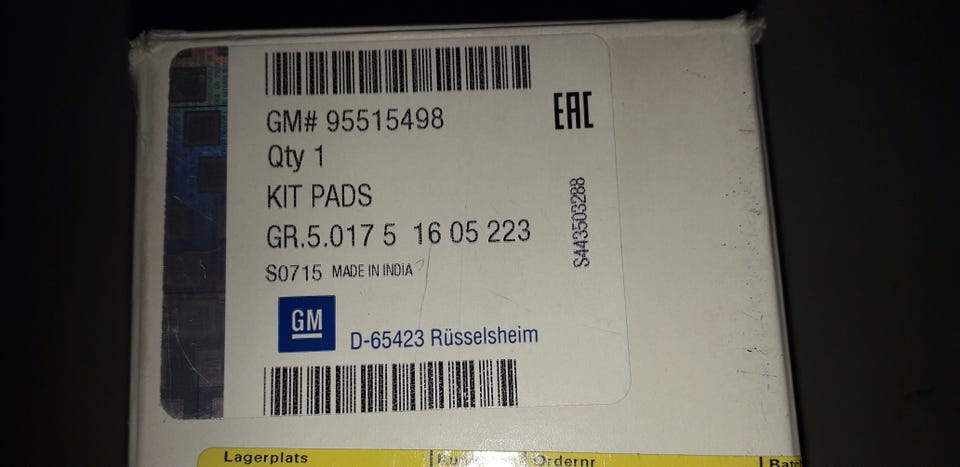 GM# 95515498
EAC
Qty 1
KIT PADS
GR.5.017 5 16 05 223
S0715 MADE IN INDIA
S443503288
GM
D-65423 Rüsselsheim
Lagerplats
Ordernr
Batc